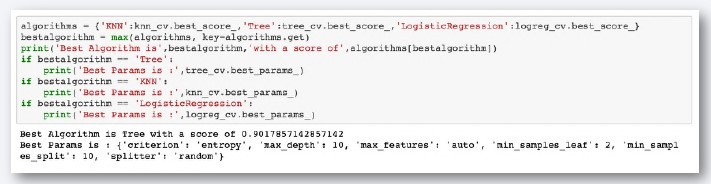 algorithms = {'KNN':knn_cv.best_score_,'Tree':tree_cv.best_score_,'LogisticRegression':logreg_cv.best_score_}
bestalgorithm = max(algorithms, key=algorithms.get)
print('Best Algorithm is',bestalgorithm,'with a score of',algorithms[bestalgorithm])
if bestalgorithm == 'Tree':
    print('Best Params is :',tree_cv.best_params_)
if bestalgorithm == 'KNN':
    print('Best Params is :',knn_cv.best_params_)
if bestalgorithm == 'LogisticRegression':
    print('Best Params is :',logreg_cv.best_params_)
Best Algorithm is Tree with a score of 0.9017857142857142
Best Params is : {'criterion': 'entropy', 'max_depth': 10, 'max_features': 'auto', 'min_samples_leaf': 2, 'min_sampl
es_split': 10, 'splitter': 'random'}